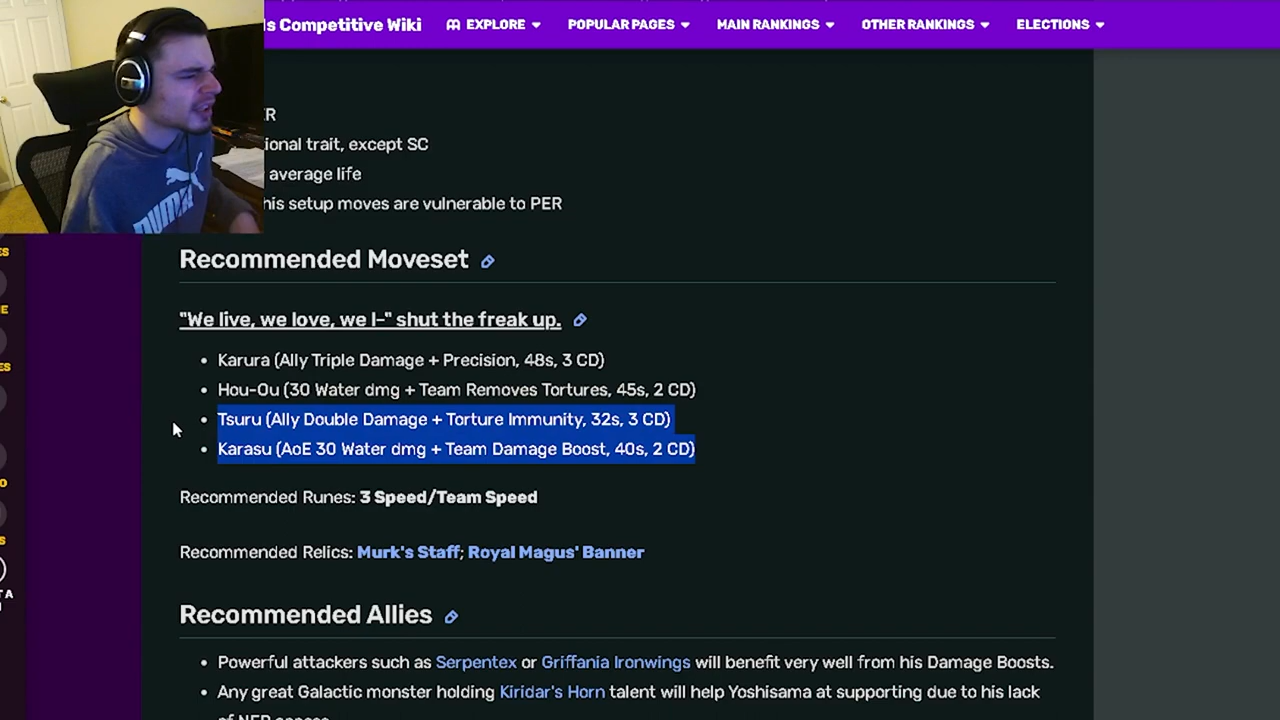 s Competitive Wiki EXPLORE POPULAR PAGES MAIN RANKINGS OTHER RANKINGS ELECTIONS
ER
ional trait, except SC
average life
his setup moves are vulnerable to PER
Recommended Moveset
"We live, we love, we l-" shut the freak up.
• Karura (Ally Triple Damage + Precision, 48s, 3 CD)
• Hou-Ou (30 Water dmg + Team Removes Tortures, 45s, 2 CD)
• Tsuru (Ally Double Damage + Torture Immunity, 32s, 3 CD)
• Karasu (AoE 30 Water dmg + Team Damage Boost, 40s, 2 CD)
Recommended Runes: 3 Speed/Team Speed
Recommended Relics: Murk's Staff; Royal Magus' Banner
Recommended Allies
• Powerful attackers such as Serpentex or Griffania Ironwings will benefit very well from his Damage Boosts.
• Any great Galactic monster holding Kiridar's Horn talent will help Yoshisama at supporting due to his lack
of NER access.
PUMA